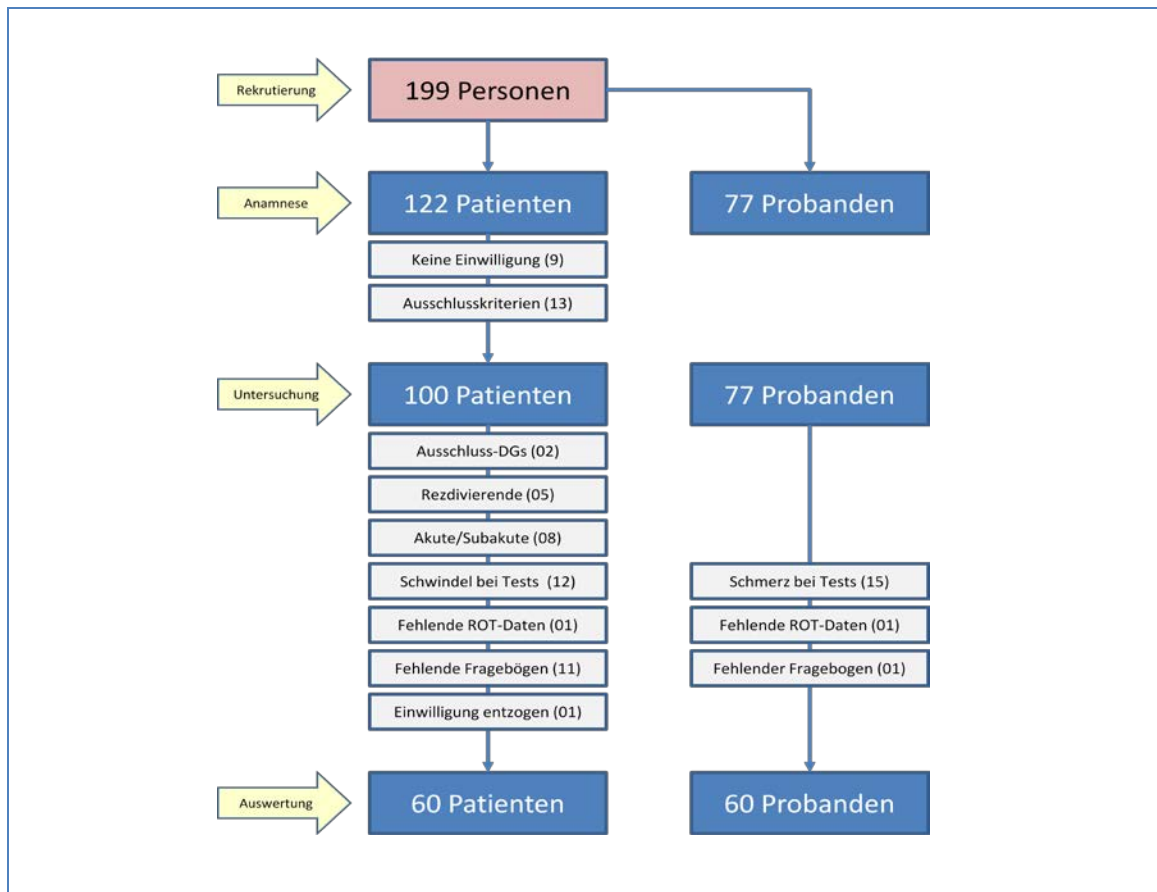 Rekrutierung
199 Personen
Anamnese
122 Patienten
77 Probanden
Keine Einwilligung (9)
Ausschlusskriterien (13)
Untersuchung
100 Patienten
77 Probanden
Ausschluss-DGs (02)
Rezdivierende (05)
Akute/Subakute (08)
Schwindel bei Tests (12)
Schmerz bei Tests (15)
Fehlende ROT-Daten (01)
Fehlende ROT-Daten (01)
Fehlende Fragebögen (11)
Fehlender Fragebogen (01)
Einwilligung entzogen (01)
Auswertung
60 Patienten
60 Probanden